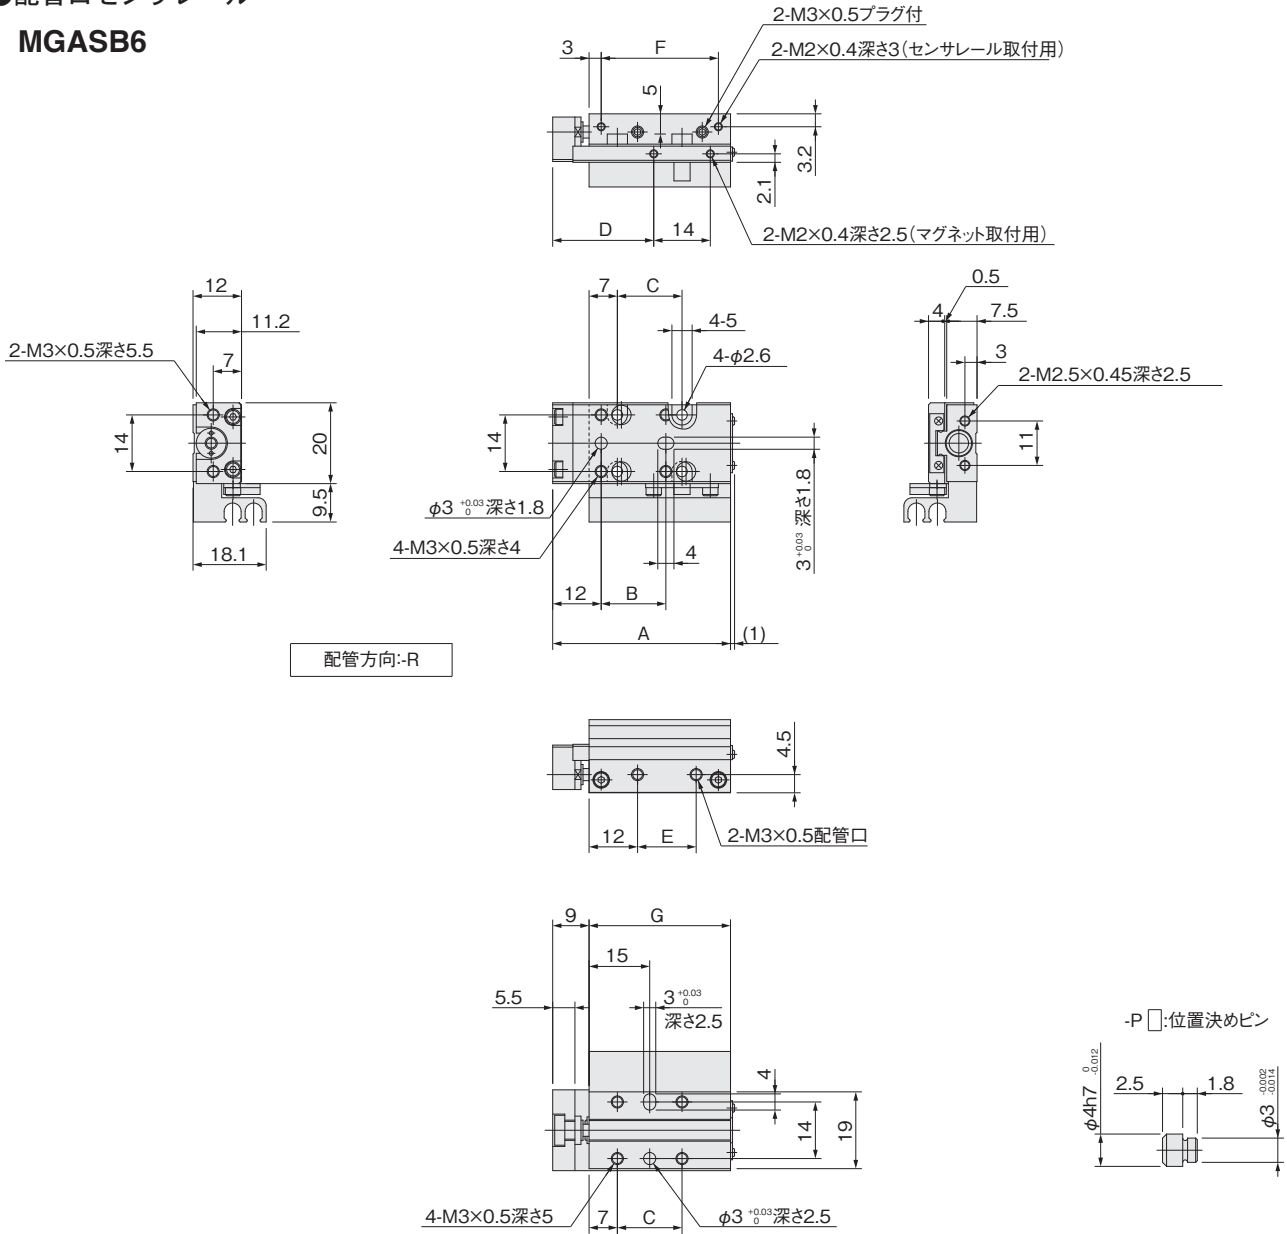 ●配管口センサレール
MGASB6
2-M3×0.5プラグ付
3
F
2-M2×0.4深さ3(センサレール取付用)
5
3.2
2.1
D
14
2-M2×0.4深さ2.5(マグネット取付用)
12
11.2
2-M3×0.5深さ5.5
7
14
20
9.5
18.1
7
C
4-5
4-φ2.6
14
φ3 +0.03 0 深さ1.8
4-M3×0.5深さ4
4
3 +0.03 0 深さ1.8
12
B
A
(1)
0.5
4
7.5
3
2-M2.5×0.45深さ2.5
11
配管方向:-R
4.5
12
E
2-M3×0.5配管口
9
G
15
5.5
3 +0.03 0
深さ2.5
4
14
19
4-M3×0.5深さ5
7
C
φ3 +0.03 0 深さ2.5
-P □:位置決めピン
φ4h7 0 -0.012
2.5
1.8
φ3 -0.002 -0.014